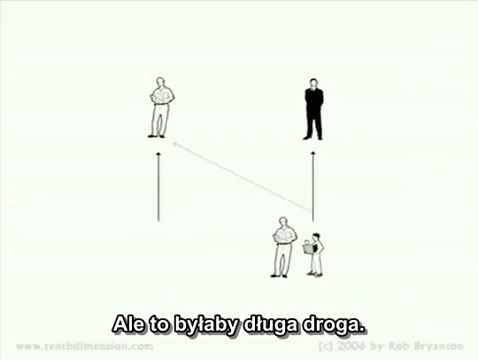 Ale to byłaby długa droga.
www.tenthdimension.com (c) 2006 by Rob Bryanton